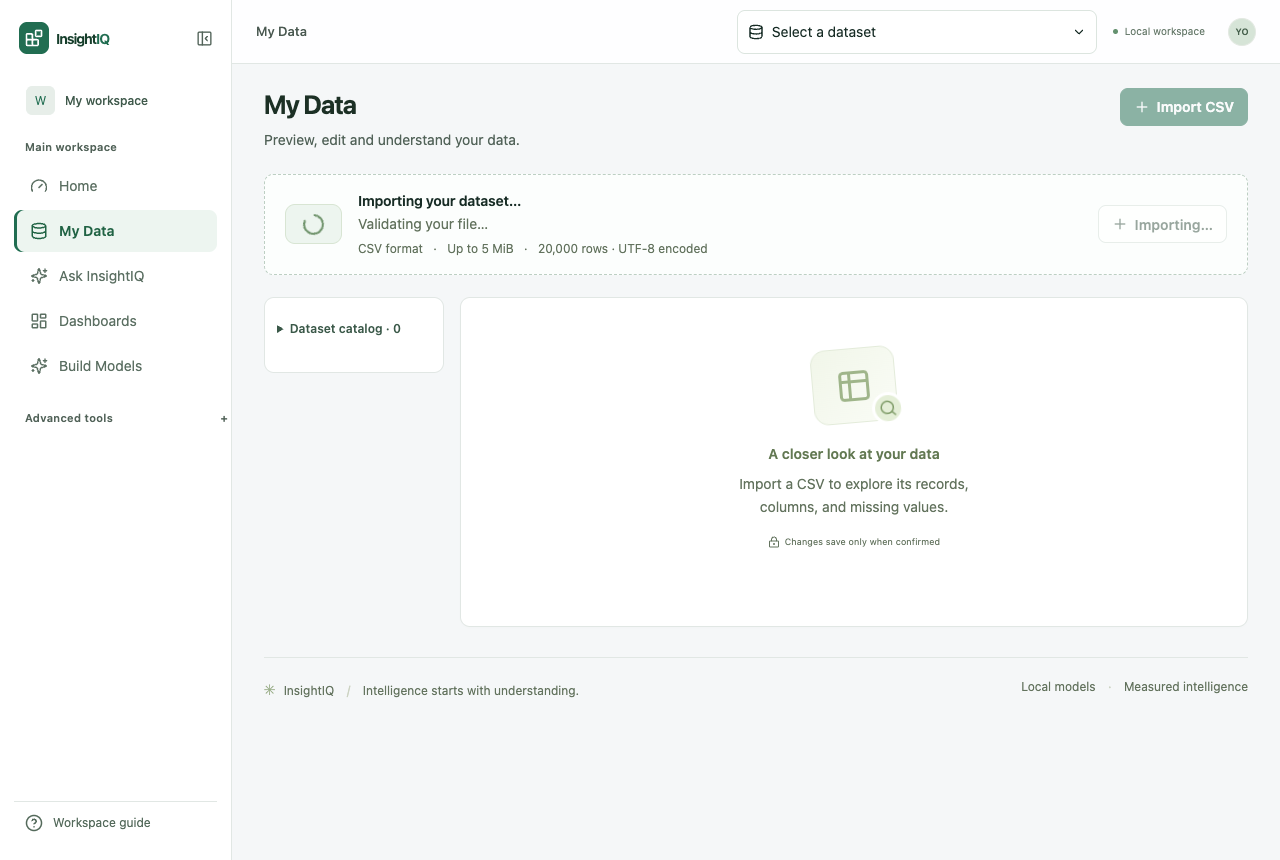 InsightIQ
My Data
Select a dataset
Local workspace
YO
W
My workspace
Main workspace
Home
My Data
Ask InsightIQ
Dashboards
Build Models
Advanced tools
+
Workspace guide
My Data
+ Import CSV
Preview, edit and understand your data.
Importing your dataset...
Validating your file...
CSV format · Up to 5 MiB · 20,000 rows · UTF-8 encoded
+ Importing...
Dataset catalog · 0
A closer look at your data
Import a CSV to explore its records,
columns, and missing values.
Changes save only when confirmed
InsightIQ / Intelligence starts with understanding.
Local models · Measured intelligence